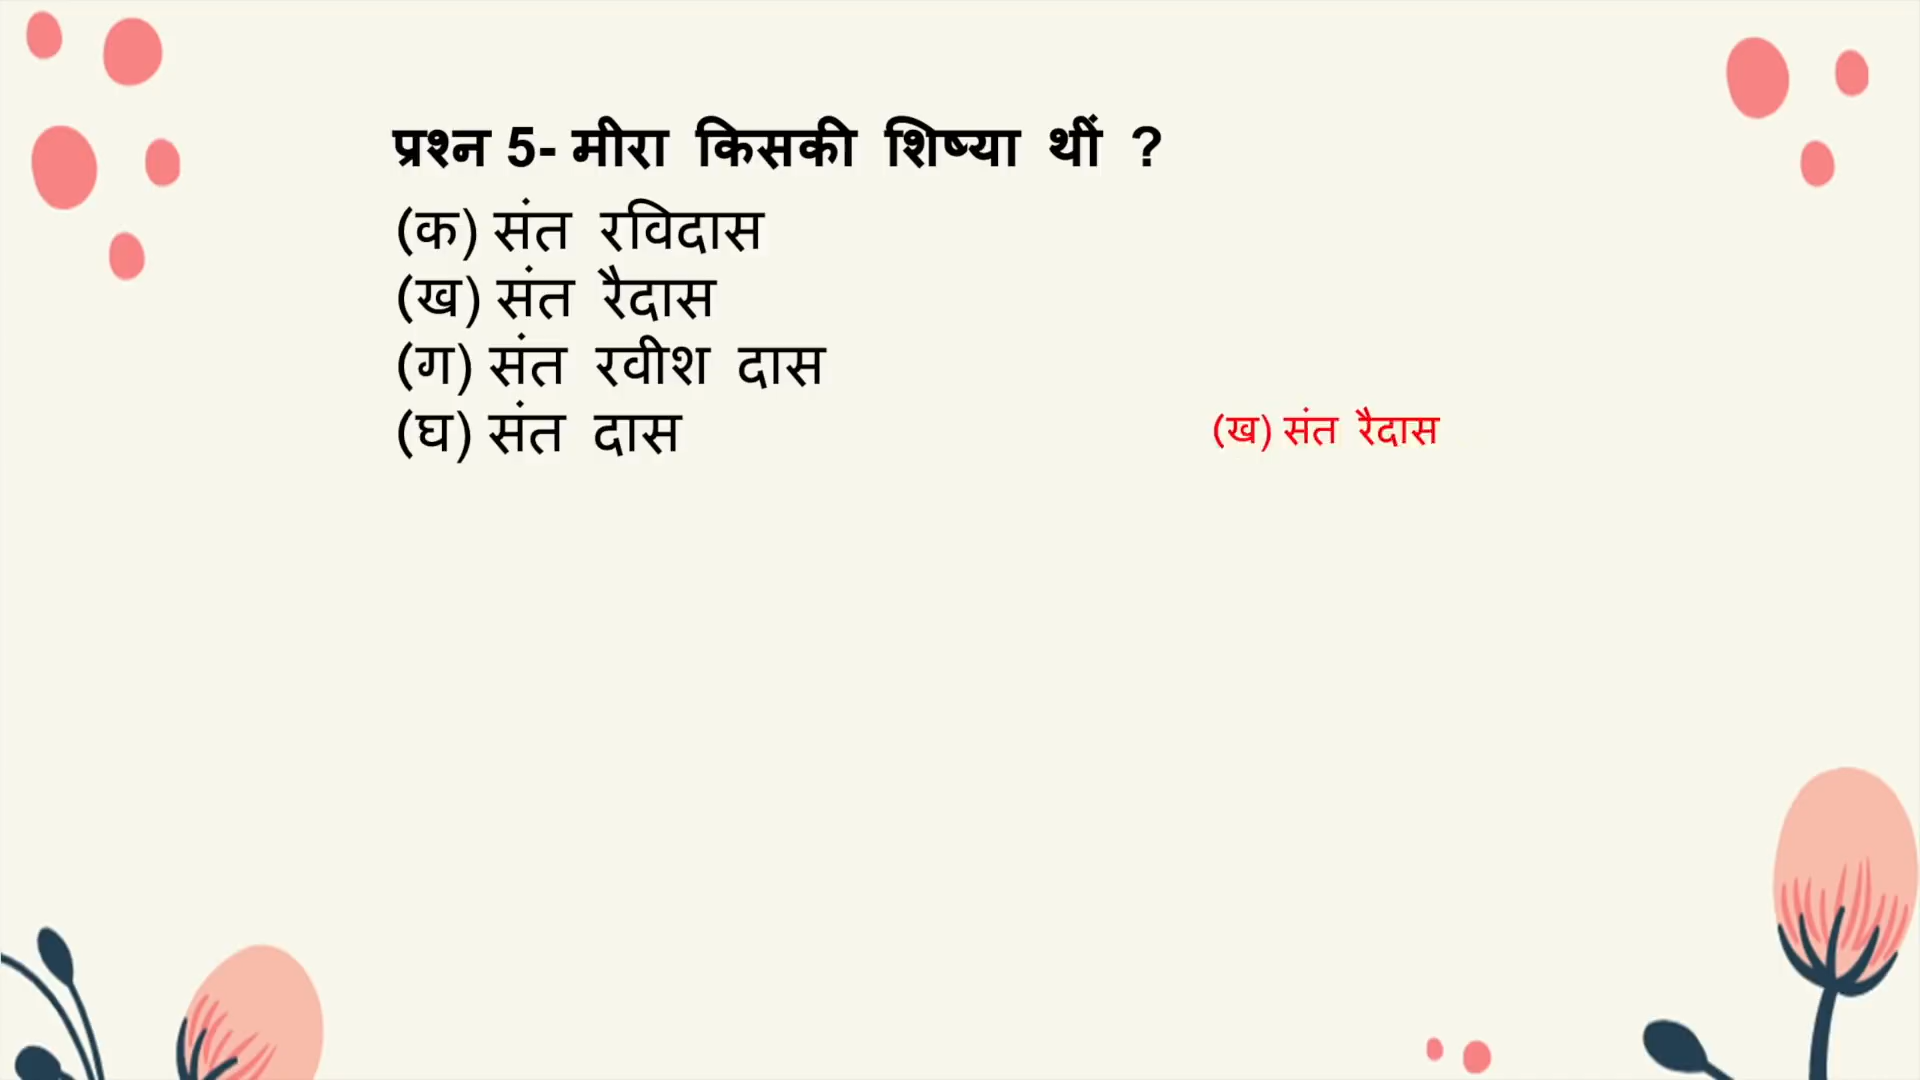 प्रश्न 5- मीरा किसकी शिष्या थीं ?
(क) संत रविदास
(ख) संत रैदास
(ग) संत रवीश दास
(घ) संत दास
(ख) संत रैदास